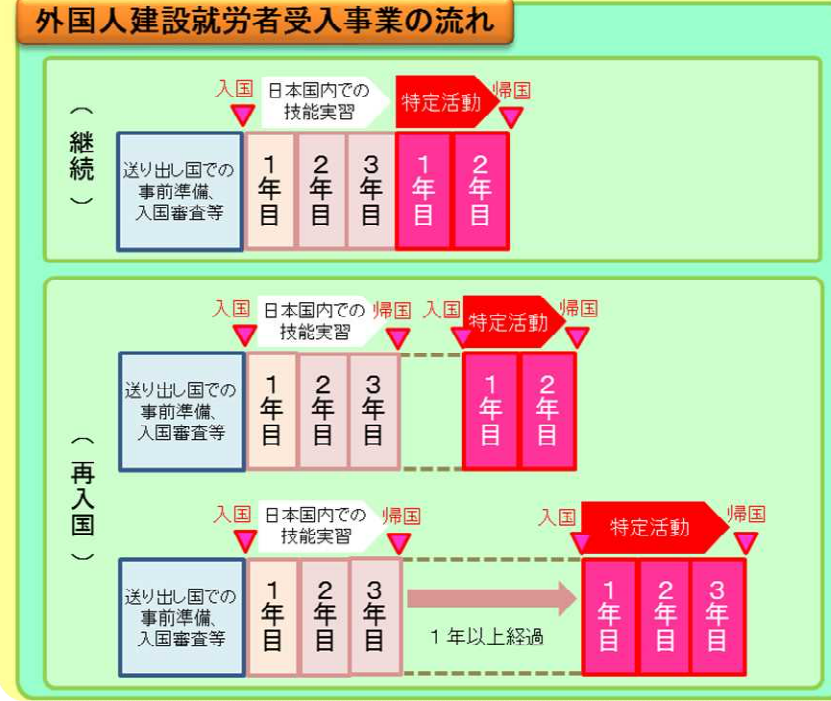 外国人建設就労者受入事業の流れ
(継続)
入国
日本国内での
技能実習
特定活動
帰国
送り出し国での
事前準備、
入国審査等
1年目
2年目
3年目
1年目
2年目
(再入国)
入国
日本国内での
技能実習
帰国
入国
特定活動
帰国
送り出し国での
事前準備、
入国審査等
1年目
2年目
3年目
1年目
2年目
入国
日本国内での
技能実習
帰国
入国
特定活動
帰国
送り出し国での
事前準備、
入国審査等
1年目
2年目
3年目
1年以上経過
1年目
2年目
3年目